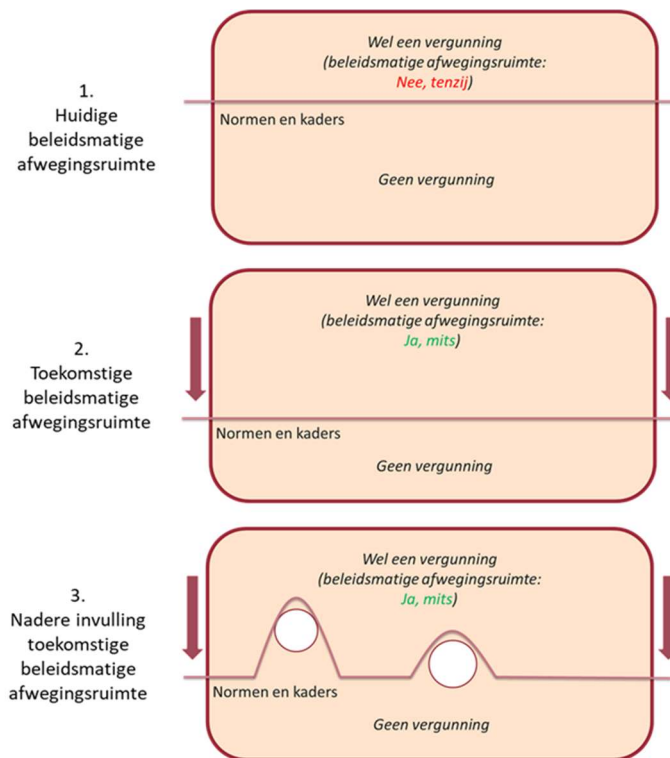 1.
Huidige
beleidsmatige
afwegingsruimte
Wel een vergunning
(beleidsmatige afwegingsruimte:
Nee, tenzij)
Normen en kaders
Geen vergunning
2.
Toekomstige
beleidsmatige
afwegingsruimte
Wel een vergunning
(beleidsmatige afwegingsruimte:
Ja, mits)
Normen en kaders
Geen vergunning
3.
Nadere invulling
toekomstige
beleidsmatige
afwegingsruimte
Wel een vergunning
(beleidsmatige afwegingsruimte:
Ja, mits)
Normen en kaders
Geen vergunning